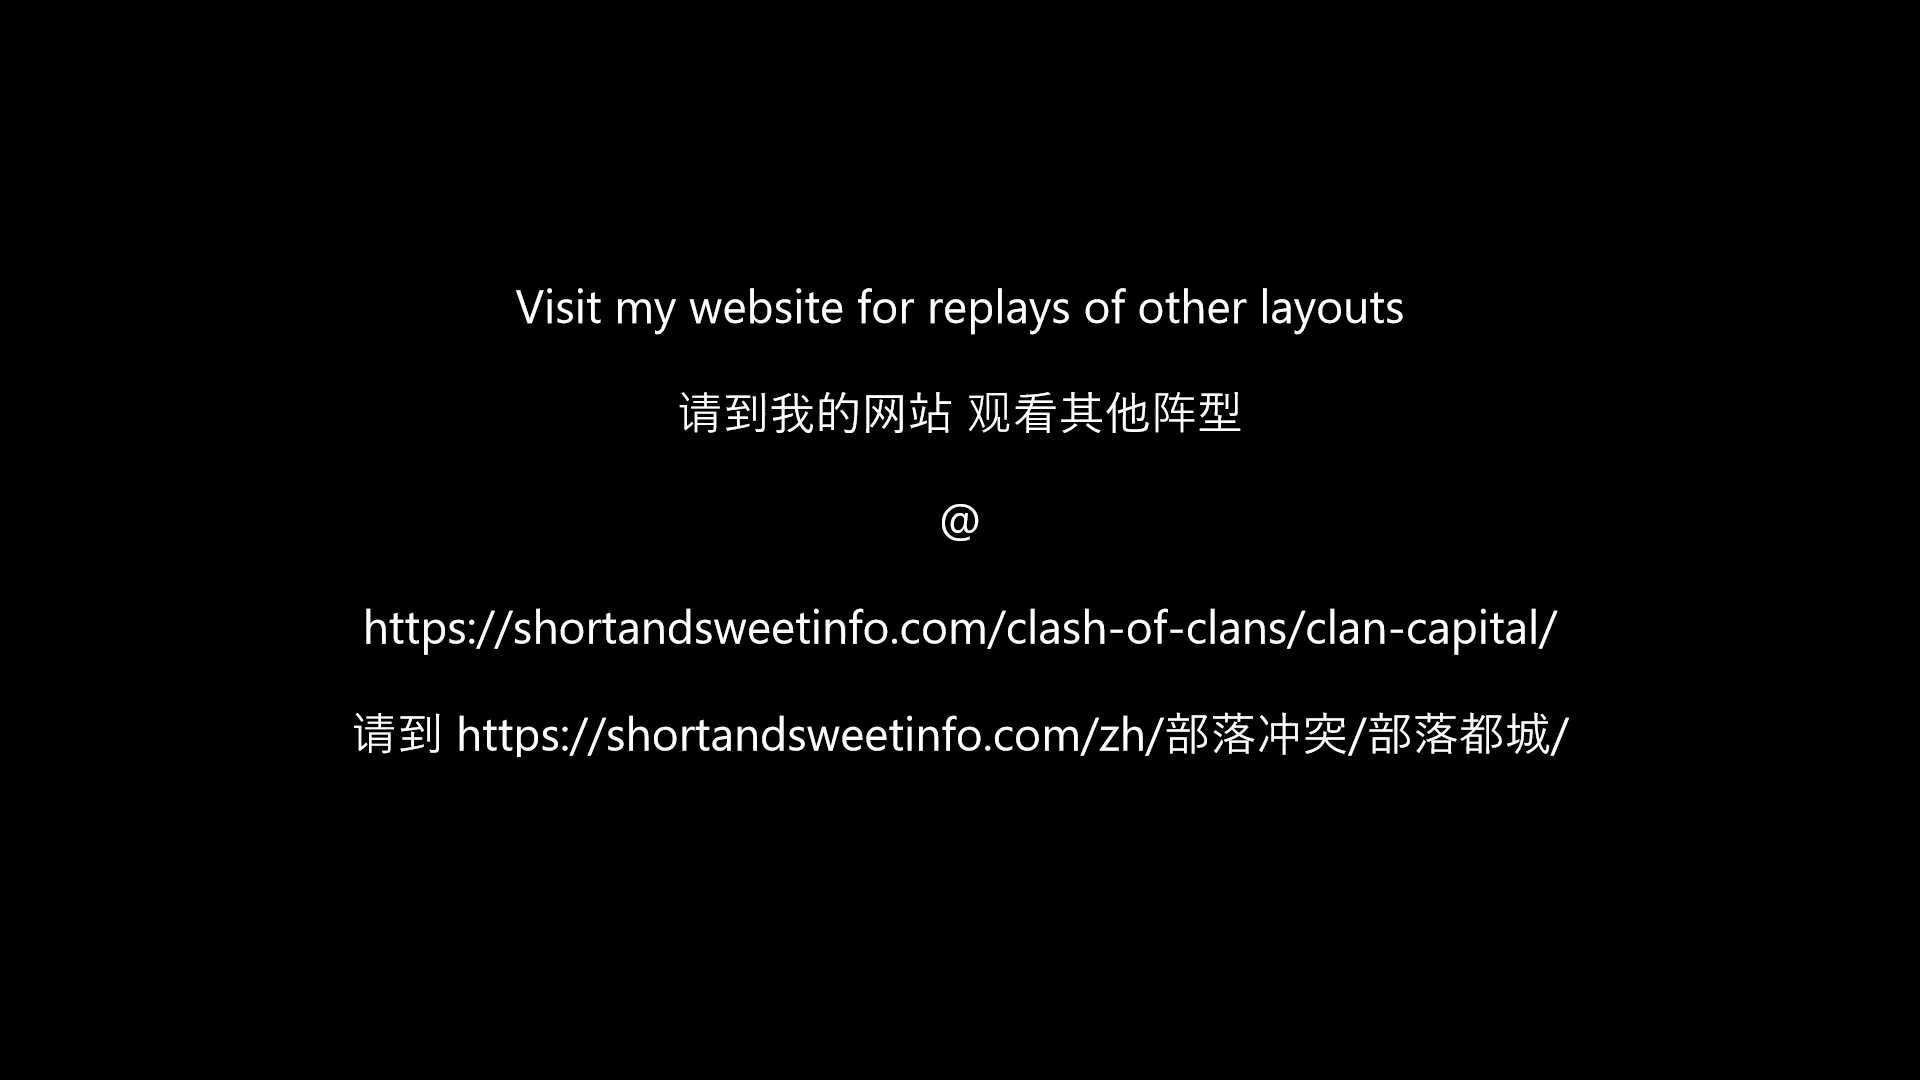 Visit my website for replays of other layouts
请到我的网站 观看其他阵型
@
https://shortandsweetinfo.com/clash-of-clans/clan-capital/
请到 https://shortandsweetinfo.com/zh/部落冲突/部落都城/